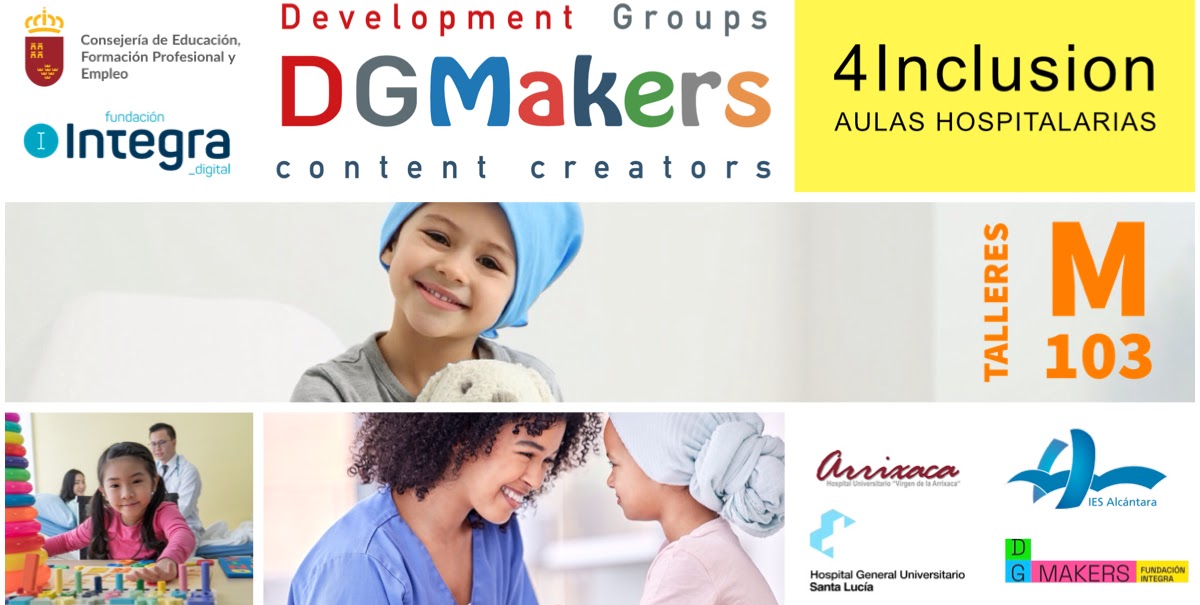 Consejería de Educación,
Formación Profesional y
Empleo
fundación
Integra
_digital
Development Groups
DGMakers
content creators
4Inclusion
AULAS HOSPITALARIAS
TALLERES
M
103
Arrixaca
Hospital Universitario "Virgen de la Arrixaca"
IES Alcántara
Hospital General Universitario
Santa Lucía
D
G MAKERS FUNDACIÓN
INTEGRA